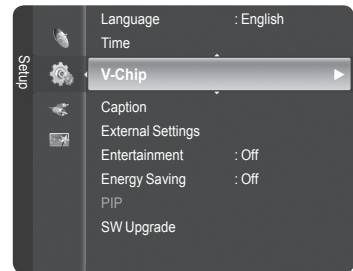 Setup
Language : English
Time
V-Chip
Caption
External Settings
Entertainment : Off
Energy Saving : Off
PIP
SW Upgrade